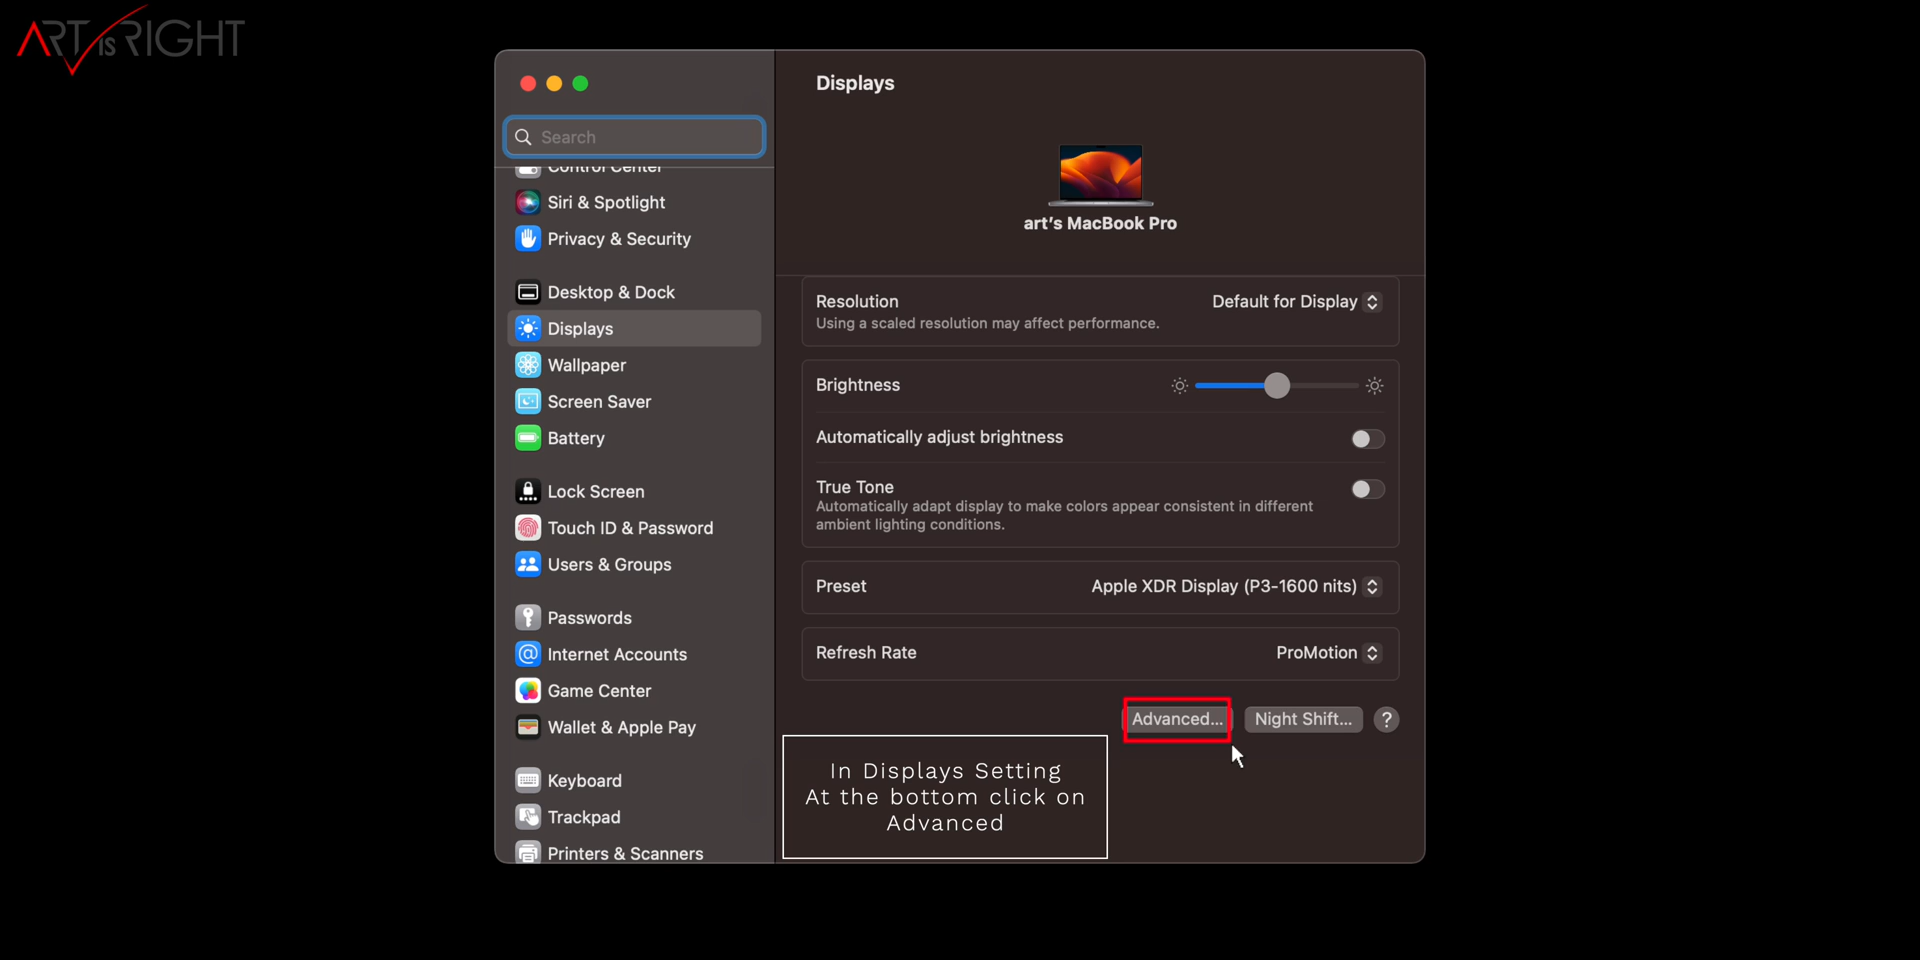 ART is RIGHT
Displays
Search
art's MacBook Pro
Control Center
Siri & Spotlight
Privacy & Security
Desktop & Dock
Displays
Wallpaper
Screen Saver
Battery
Lock Screen
Touch ID & Password
Users & Groups
Passwords
Internet Accounts
Game Center
Wallet & Apple Pay
Keyboard
Trackpad
Printers & Scanners
Resolution
Default for Display
Using a scaled resolution may affect performance.
Brightness
Automatically adjust brightness
True Tone
Automatically adapt display to make colors appear consistent in different
ambient lighting conditions.
Preset
Apple XDR Display (P3-1600 nits)
Refresh Rate
ProMotion
Advanced...
Night Shift...
?
In Displays Setting
At the bottom click on
Advanced